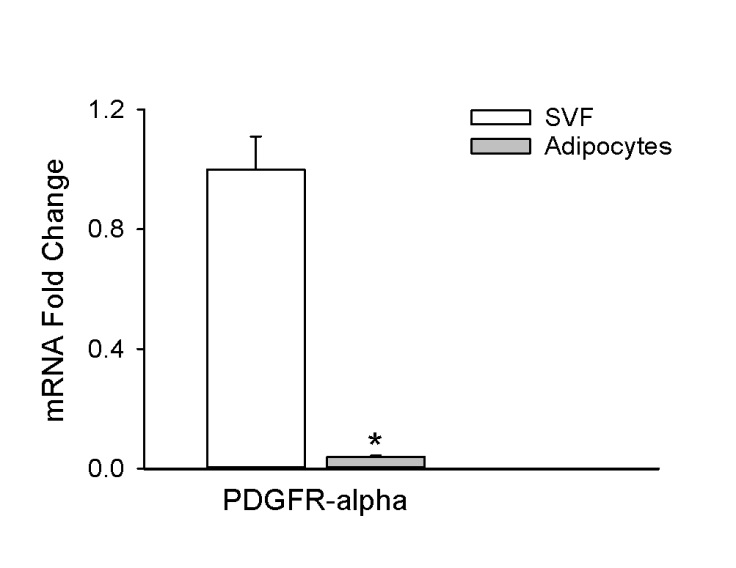 1.2
SVF
Adipocytes
0.8
mRNA Fold Change
0.4
*
0.0
PDGFR-alpha